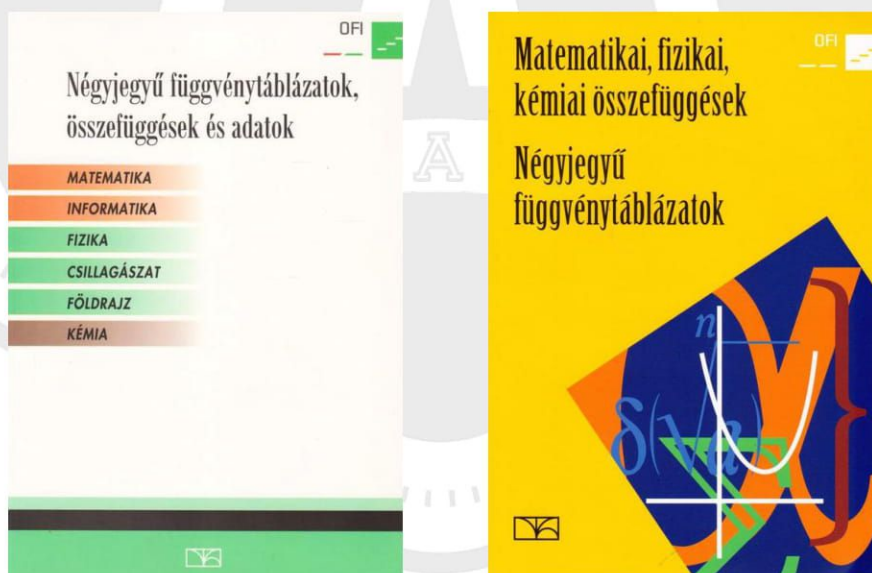 OFI
Négyjegyű függvénytáblázatok,
összefüggések és adatok
MATEMATIKA
INFORMATIKA
FIZIKA
CSILLAGÁSZAT
FÖLDRAJZ
KÉMIA
OFI
Matematikai, fizikai,
kémiai összefüggések
Négyjegyű
függvénytáblázatok
n
δ(√a)
x
}
A